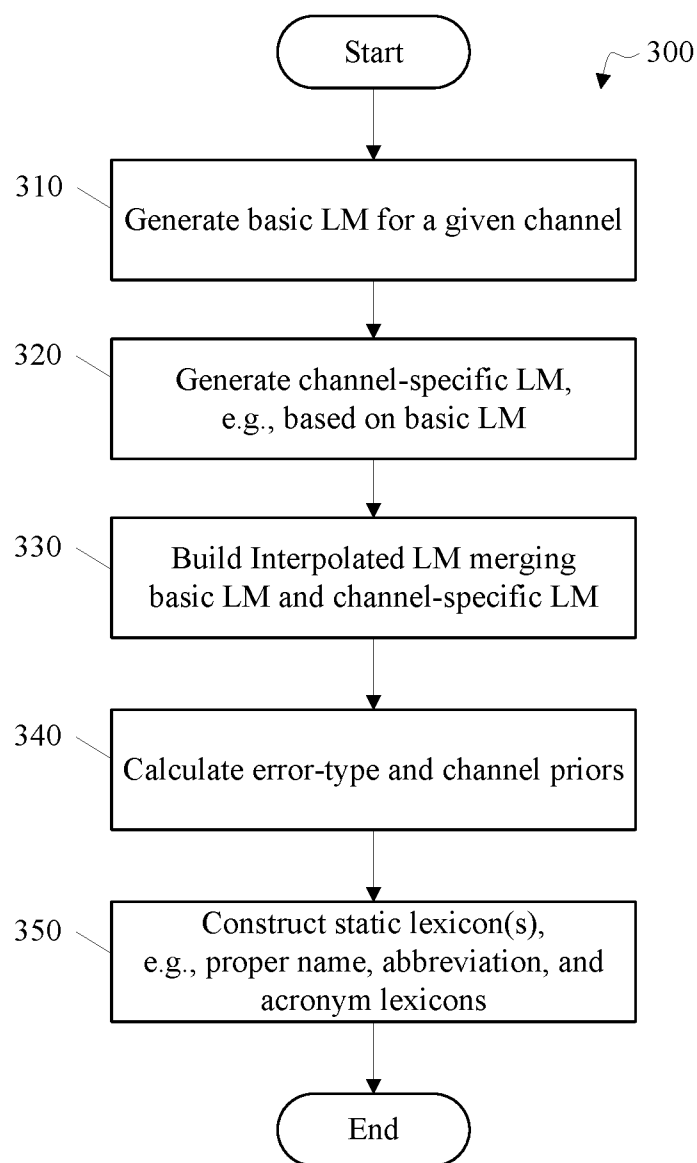 Start
300
310
Generate basic LM for a given channel
320
Generate channel-specific LM,
e.g., based on basic LM
330
Build Interpolated LM merging
basic LM and channel-specific LM
340
Calculate error-type and channel priors
350
Construct static lexicon(s),
e.g., proper name, abbreviation, and
acronym lexicons
End